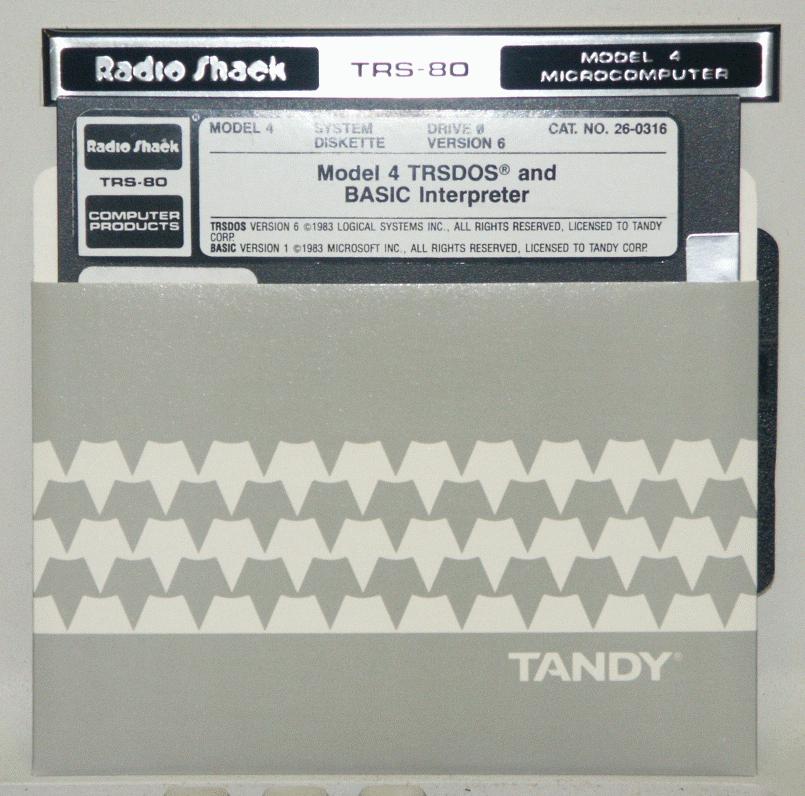 Radio Shack TRS-80 MODEL 4
MICROCOMPUTER
Radio Shack®
TRS-80
COMPUTER
PRODUCTS
MODEL 4 SYSTEM DRIVE 0 CAT. NO. 26-0316
DISKETTE VERSION 6
Model 4 TRSDOS® and
BASIC Interpreter
TRSDOS VERSION 6 ©1983 LOGICAL SYSTEMS INC., ALL RIGHTS RESERVED, LICENSED TO TANDY
CORP.
BASIC VERSION 1 ©1983 MICROSOFT INC., ALL RIGHTS RESERVED, LICENSED TO TANDY CORP.
TANDY®